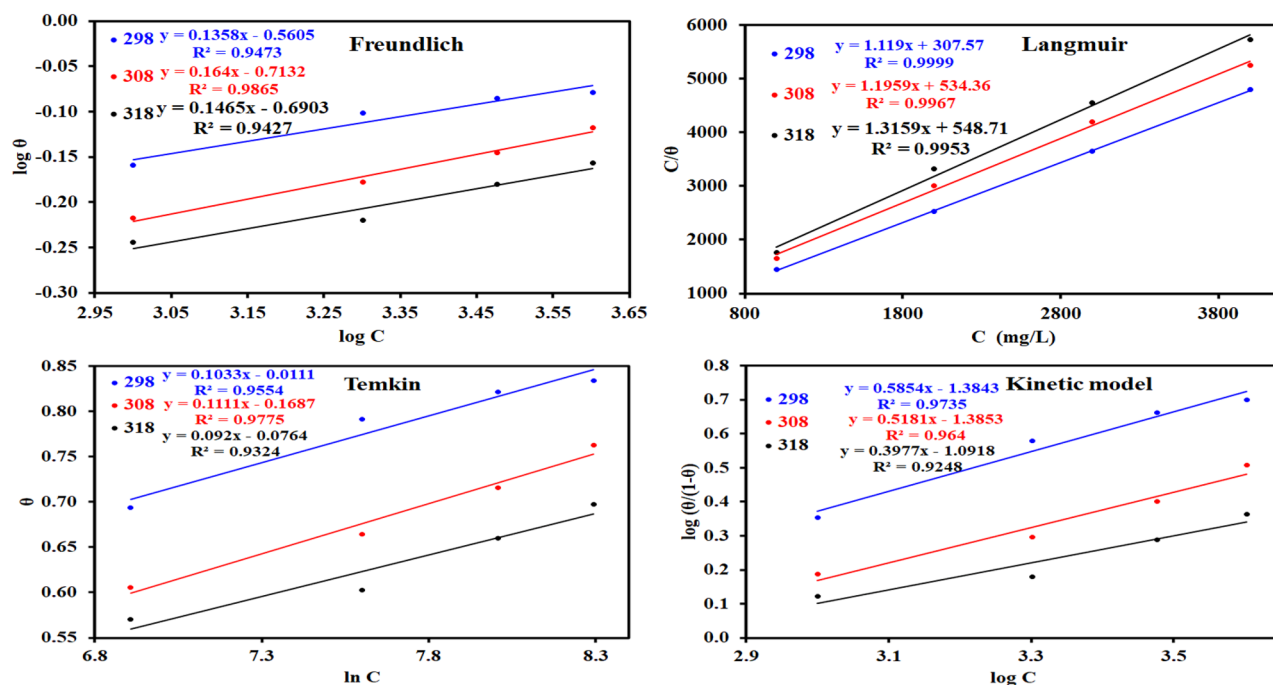 Freundlich
298 y = 0.1358x - 0.5605
R² = 0.9473
308 y = 0.164x - 0.7132
R² = 0.9865
318 y = 0.1465x - 0.6903
R² = 0.9427
0.00
-0.05
-0.10
-0.15
-0.20
-0.25
-0.30
log θ
2.95 3.05 3.15 3.25 3.35 3.45 3.55 3.65
log C
Langmuir
298 y = 1.119x + 307.57
R² = 0.9999
308 y = 1.1959x + 534.36
R² = 0.9967
318 y = 1.3159x + 548.71
R² = 0.9953
6000
5000
4000
3000
2000
1000
C/θ
800 1800 2800 3800
C (mg/L)
Temkin
298 y = 0.1033x - 0.0111
R² = 0.9554
308 y = 0.1111x - 0.1687
R² = 0.9775
318 y = 0.092x - 0.0764
R² = 0.9324
0.85
0.80
0.75
0.70
0.65
0.60
0.55
θ
6.8 7.3 7.8 8.3
ln C
Kinetic model
298 y = 0.5854x - 1.3843
R² = 0.9735
308 y = 0.5181x - 1.3853
R² = 0.964
318 y = 0.3977x - 1.0918
R² = 0.9248
0.8
0.7
0.6
0.5
0.4
0.3
0.2
0.1
0.0
log (θ/(1-θ)
2.9 3.1 3.3 3.5
log C